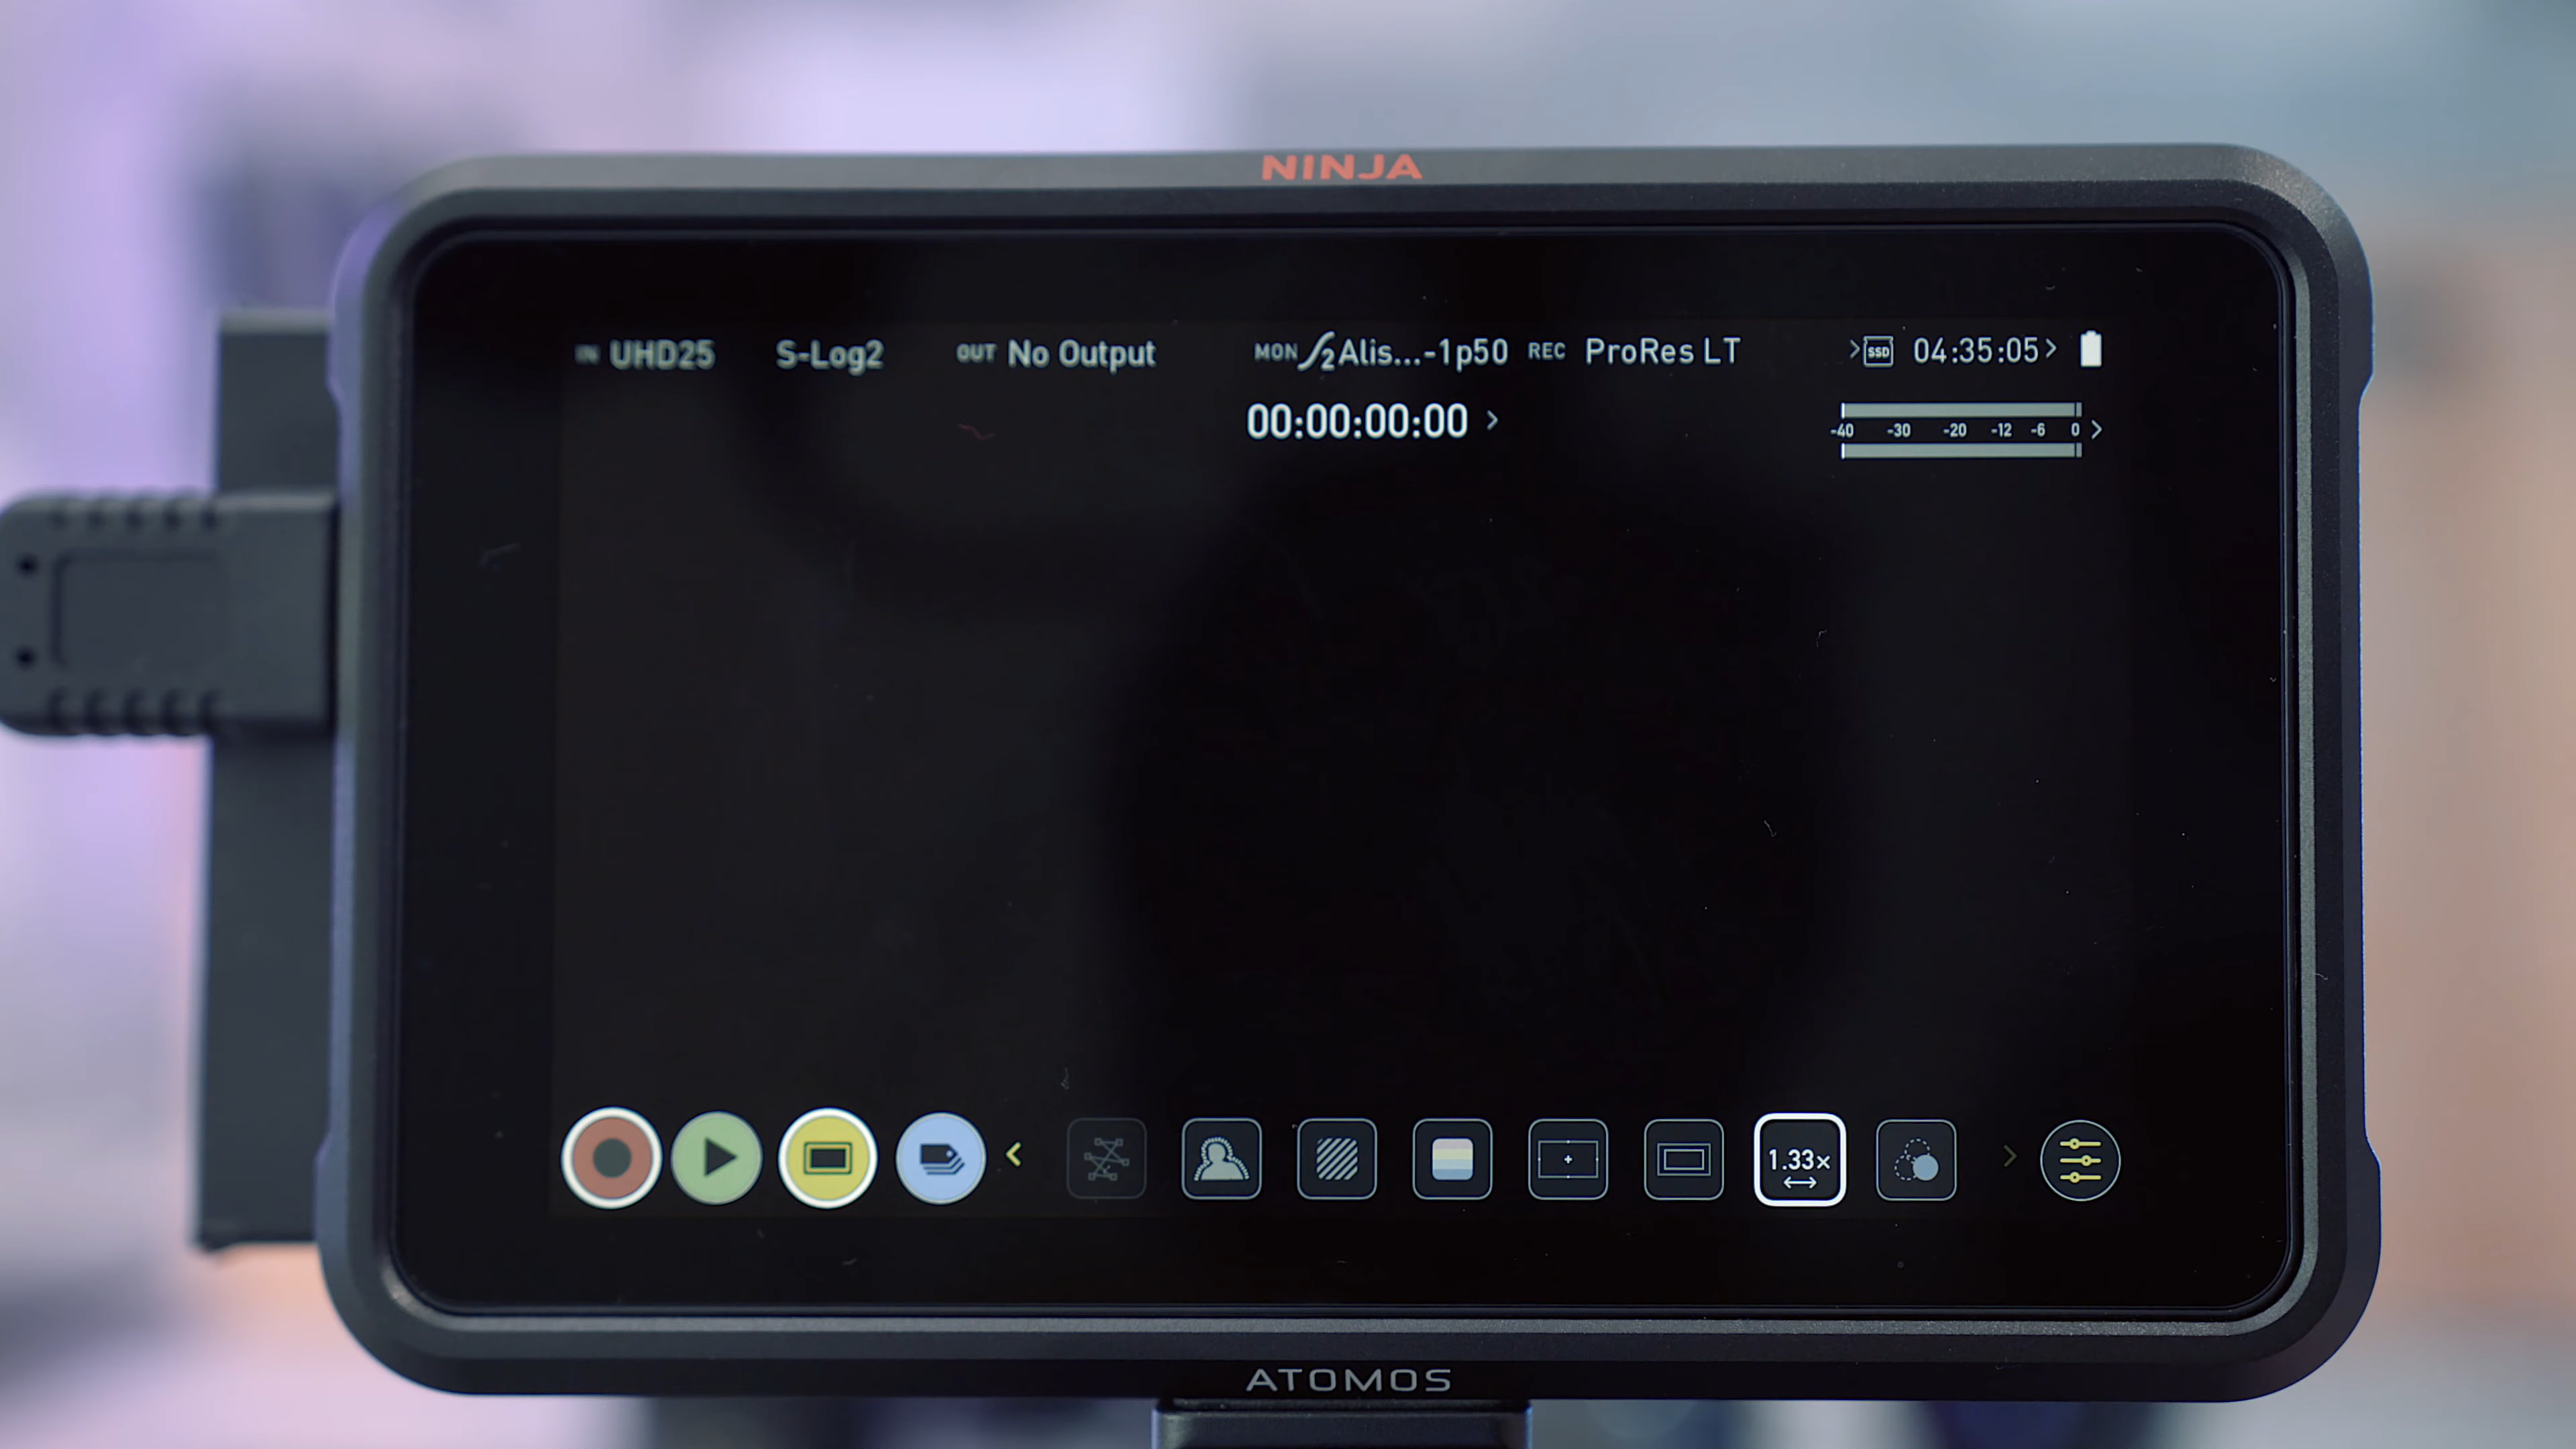 NINJA
IN UHD25 S-Log2 OUT No Output MON Alis...-1p50 REC ProRes LT SSD 04:35:05
00:00:00:00
-40 -30 -20 -12 -6 0
1.33x
ATOMOS